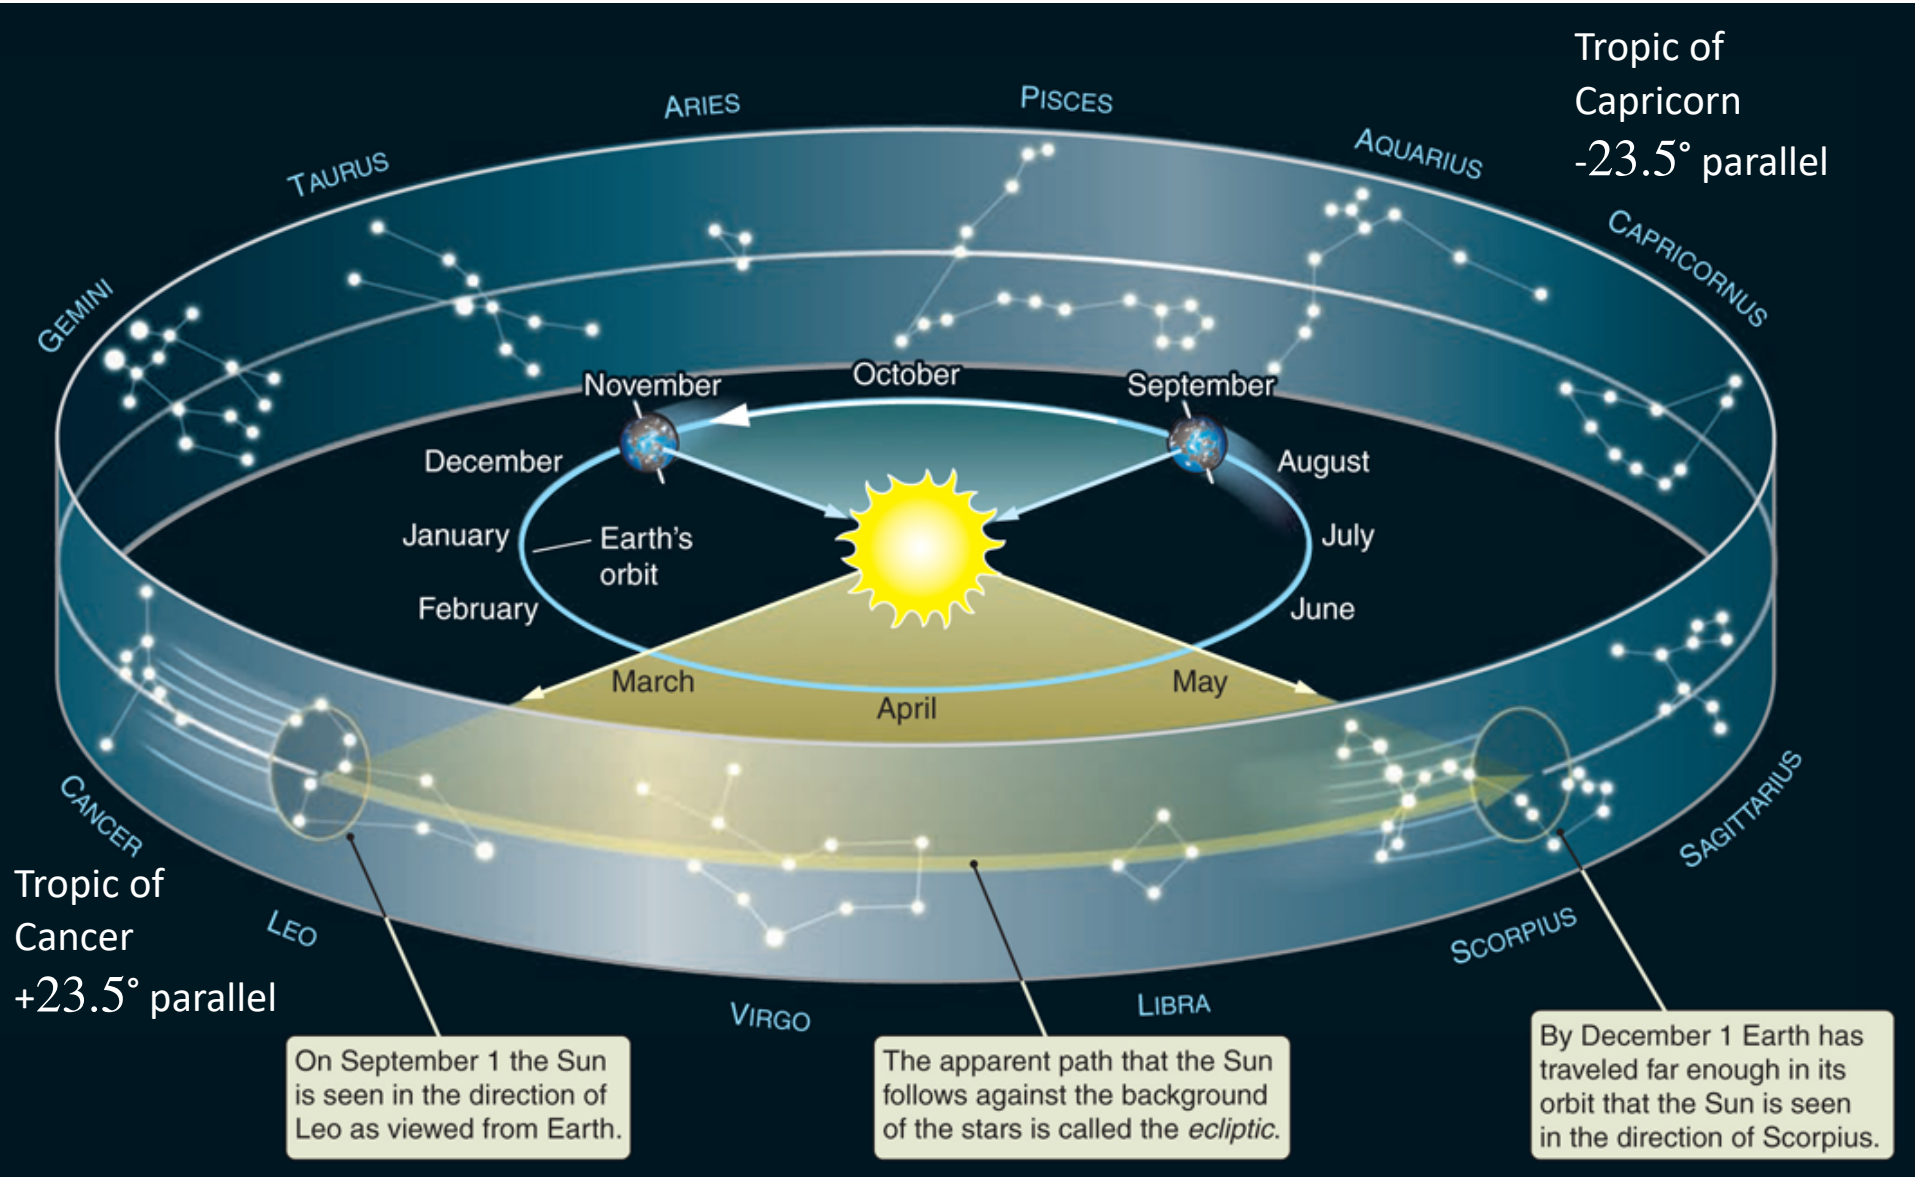 Tropic of
Capricorn
-23.5° parallel
ARIES
PISCES
TAURUS
AQUARIUS
GEMINI
CAPRICORNUS
November
October
September
December
August
January
Earth's
orbit
July
February
June
March
April
May
CANCER
SAGITTARIUS
Tropic of
Cancer
+23.5° parallel
LEO
SCORPIUS
VIRGO
LIBRA
On September 1 the Sun
is seen in the direction of
Leo as viewed from Earth.
The apparent path that the Sun
follows against the background
of the stars is called the ecliptic.
By December 1 Earth has
traveled far enough in its
orbit that the Sun is seen
in the direction of Scorpius.